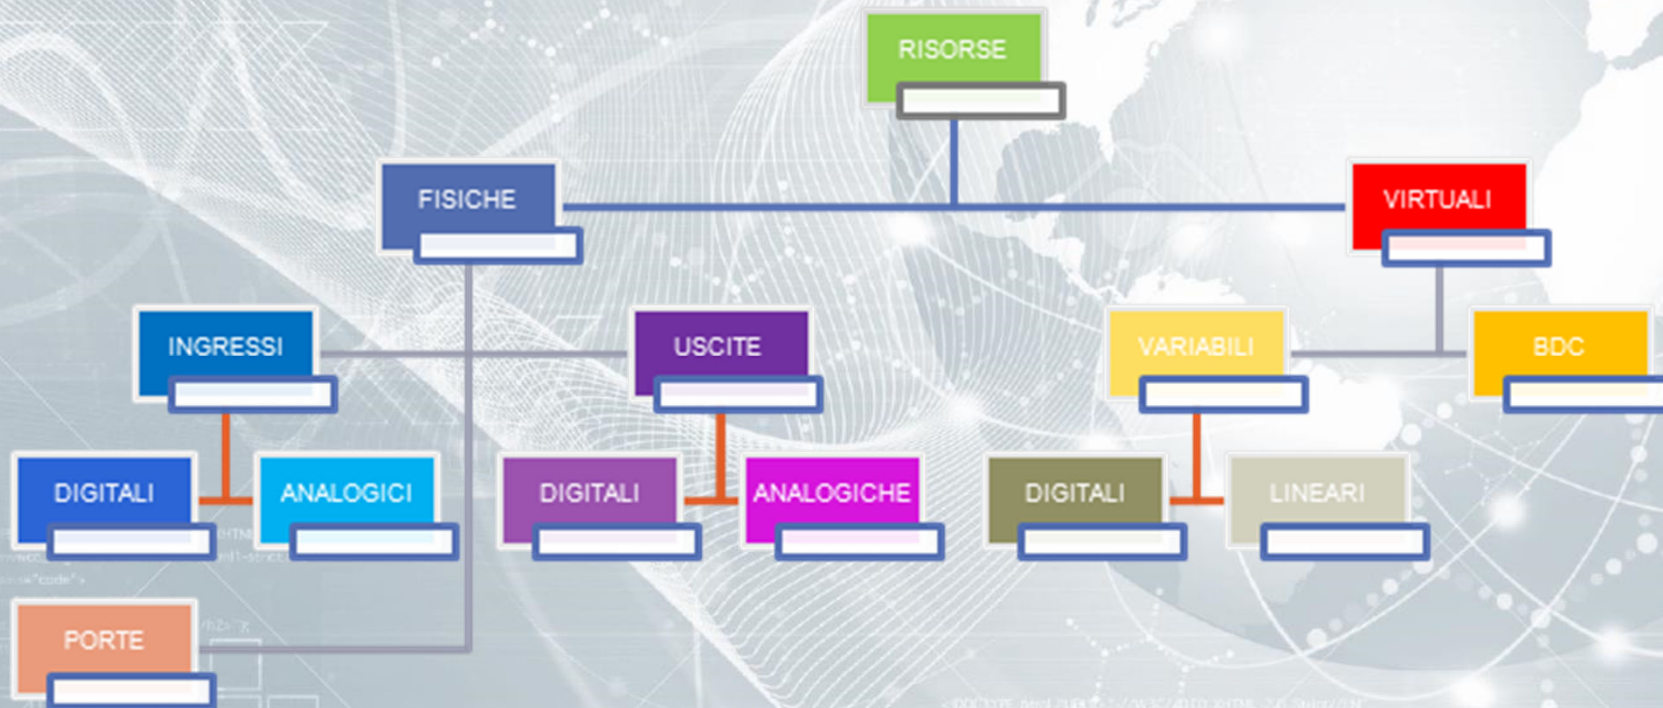 RISORSE
FISICHE
VIRTUALI
INGRESSI
USCITE
VARIABILI
BDC
DIGITALI
ANALOGICI
DIGITALI
ANALOGICHE
DIGITALI
LINEARI
PORTE